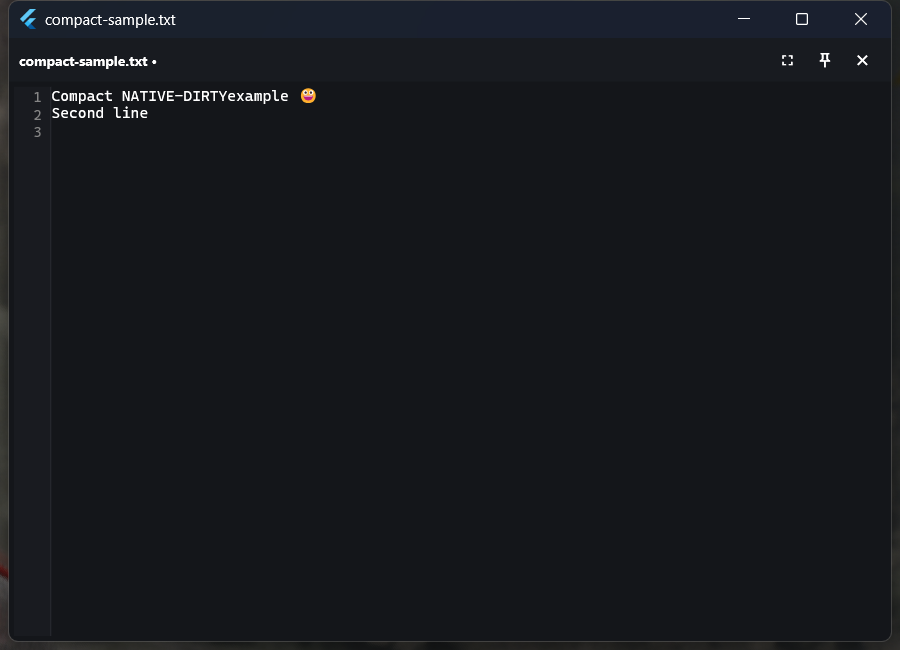 compact-sample.txt
compact-sample.txt •
1 Compact NATIVE-DIRTYexample 😀
2 Second line
3